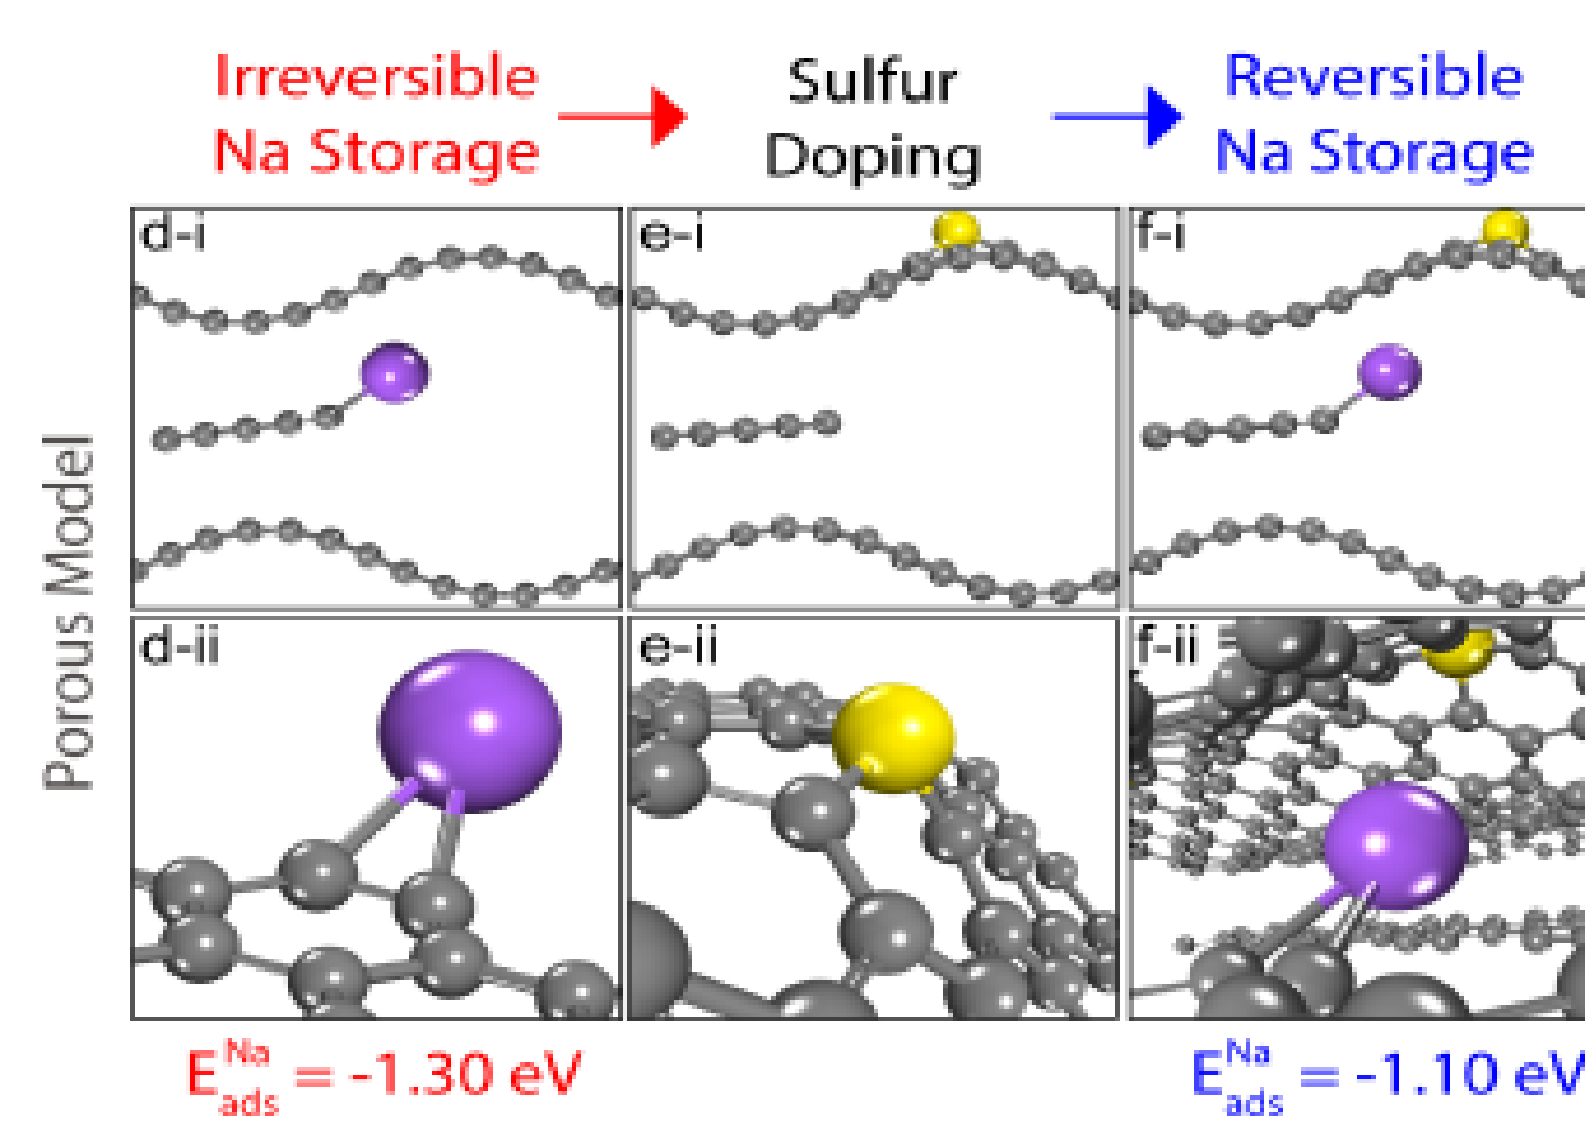 Irreversible
Na Storage
Sulfur
Doping
Reversible
Na Storage
Porous Model
d-i
e-i
f-i
d-ii
e-ii
f-ii
E^Na_ads = -1.30 eV
E^Na_ads = -1.10 eV